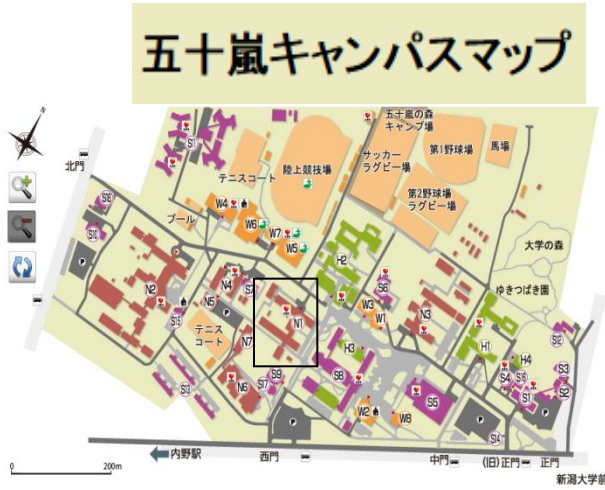 五十嵐キャンパスマップ
N
北門
五十嵐の森
キャンプ場
第1野球場
馬場
陸上競技場
サッカー
ラグビー場
テニスコート
第2野球場
ラグビー場
プール
大学の森
ゆきつばき園
テニス
コート
W4
W6
W7
W5
H2
S6
W3
W1
N3
H1
H4
S12
S3
S2
S4
S16
S1
N2
N4
S7
N5
N1
N7
N6
S17
S9
H3
S8
S5
W2
W8
S14
S13
S15
S10
P
P
P
P
P
内野駅
西門
中門
(旧)正門
正門
0
200m
新潟大学前